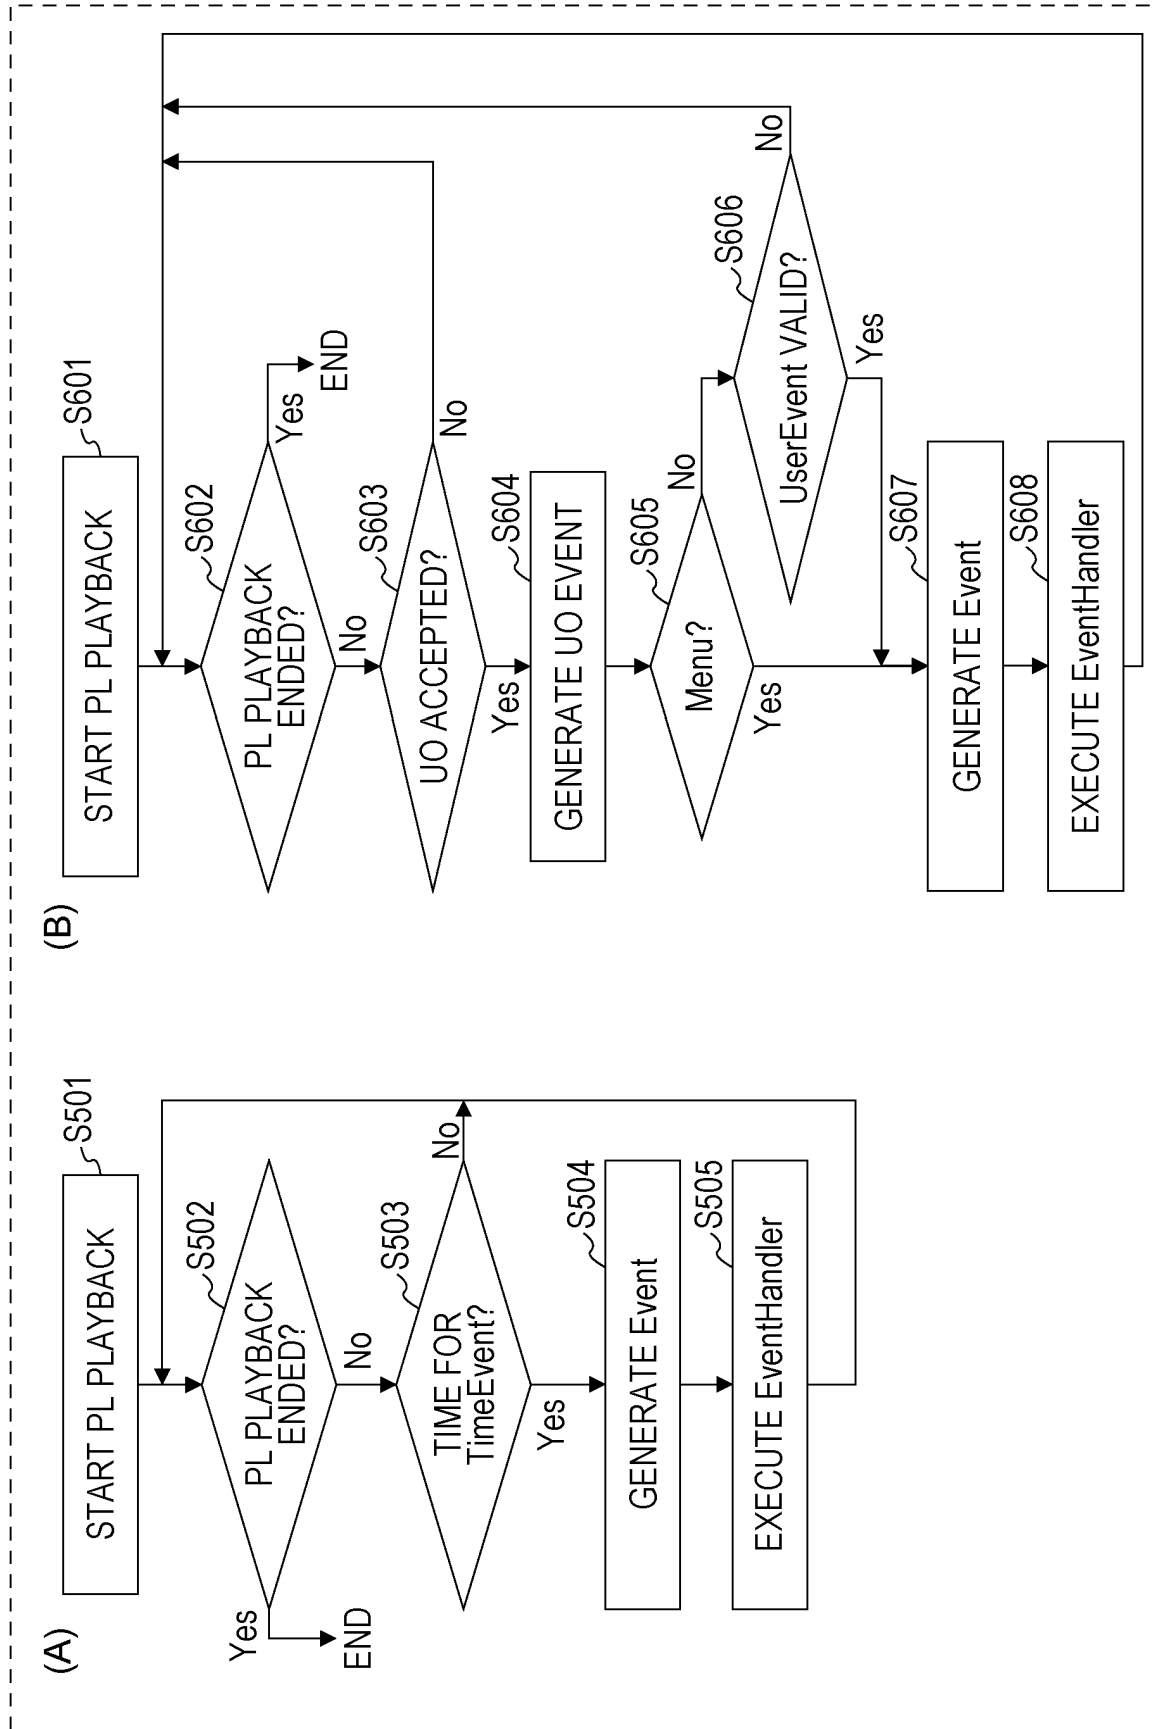 (A)
START PL PLAYBACK
S501
PL PLAYBACK
ENDED?
S502
Yes
END
No
TIME FOR
TimeEvent?
S503
No
Yes
GENERATE Event
S504
EXECUTE EventHandler
S505
(B)
START PL PLAYBACK
S601
PL PLAYBACK
ENDED?
S602
Yes
END
No
UO ACCEPTED?
S603
No
Yes
GENERATE UO EVENT
S604
Menu?
S605
No
Yes
UserEvent VALID?
S606
No
Yes
GENERATE Event
S607
EXECUTE EventHandler
S608